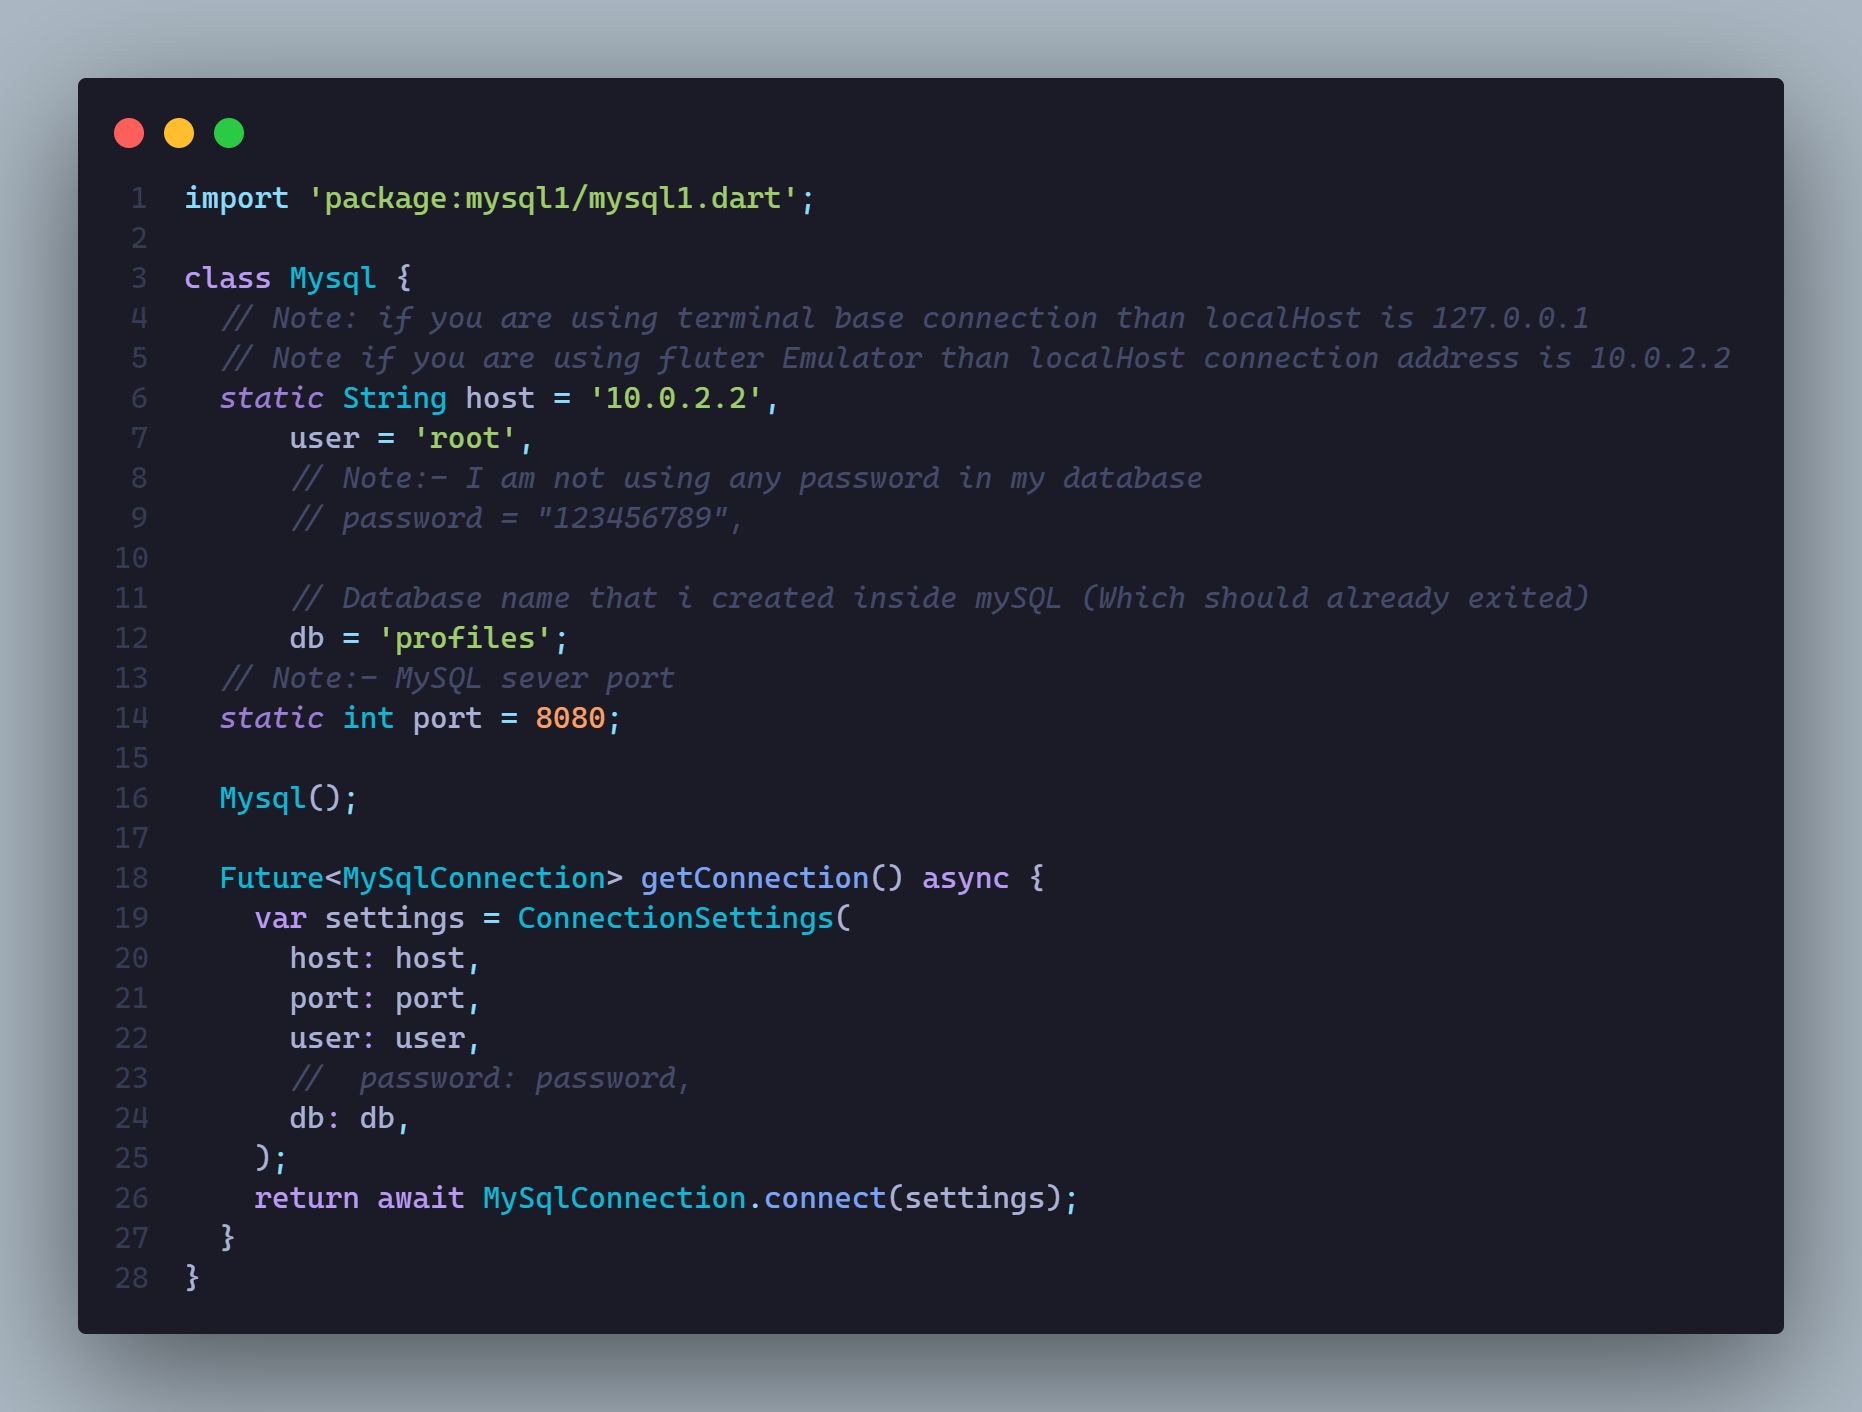 1 import 'package:mysql1/mysql1.dart';
2
3 class Mysql {
4   // Note: if you are using terminal base connection than localHost is 127.0.0.1
5   // Note if you are using fluter Emulator than localHost connection address is 10.0.2.2
6   static String host = '10.0.2.2',
7       user = 'root',
8       // Note:- I am not using any password in my database
9       // password = "123456789",
10
11       // Database name that i created inside mySQL (Which should already exited)
12       db = 'profiles';
13   // Note:- MySQL sever port
14   static int port = 8080;
15
16   Mysql();
17
18   Future<MySqlConnection> getConnection() async {
19     var settings = ConnectionSettings(
20       host: host,
21       port: port,
22       user: user,
23       //  password: password,
24       db: db,
25     );
26     return await MySqlConnection.connect(settings);
27   }
28 }